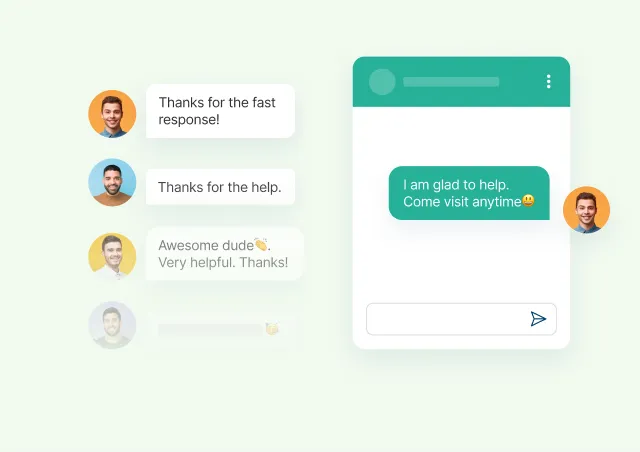 Thanks for the fast
response!
Thanks for the help.
Awesome dude👏.
Very helpful. Thanks!
I am glad to help.
Come visit anytime😃